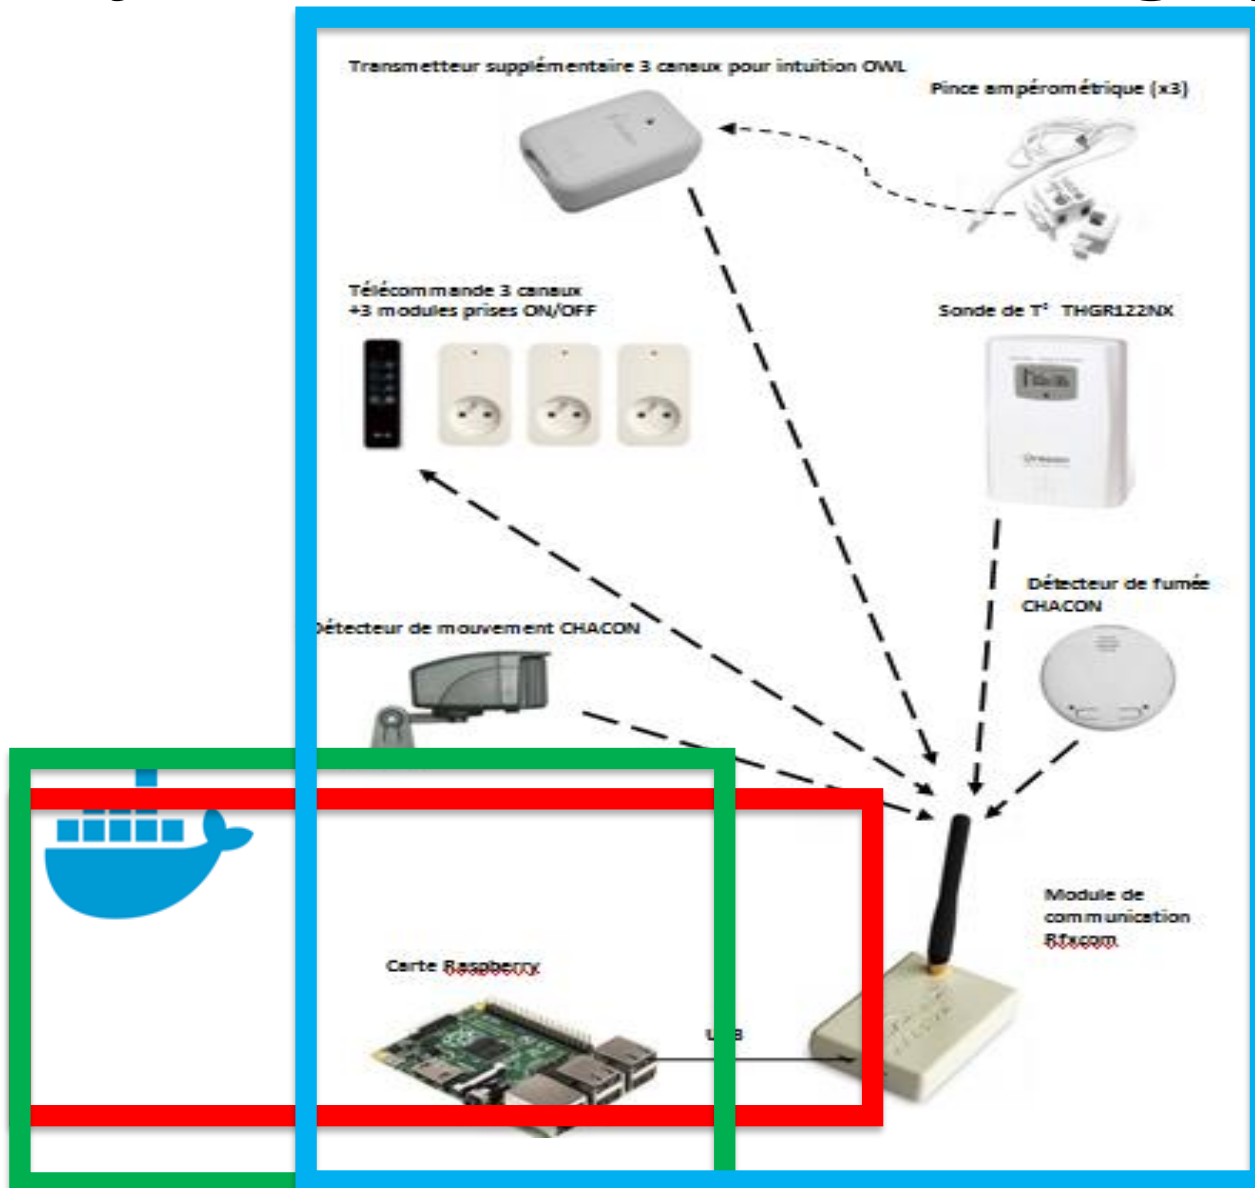 Transmetteur supplémentaire 3 canaux pour intuition OWL
Pince ampérométrique (x3)
Télécommande 3 canaux
+3 modules prises ON/OFF
Sonde de T° THGR122NX
Détecteur de fumée
CHACON
Détecteur de mouvement CHACON
Module de
communication
Rfxcom
Carte Raspberry